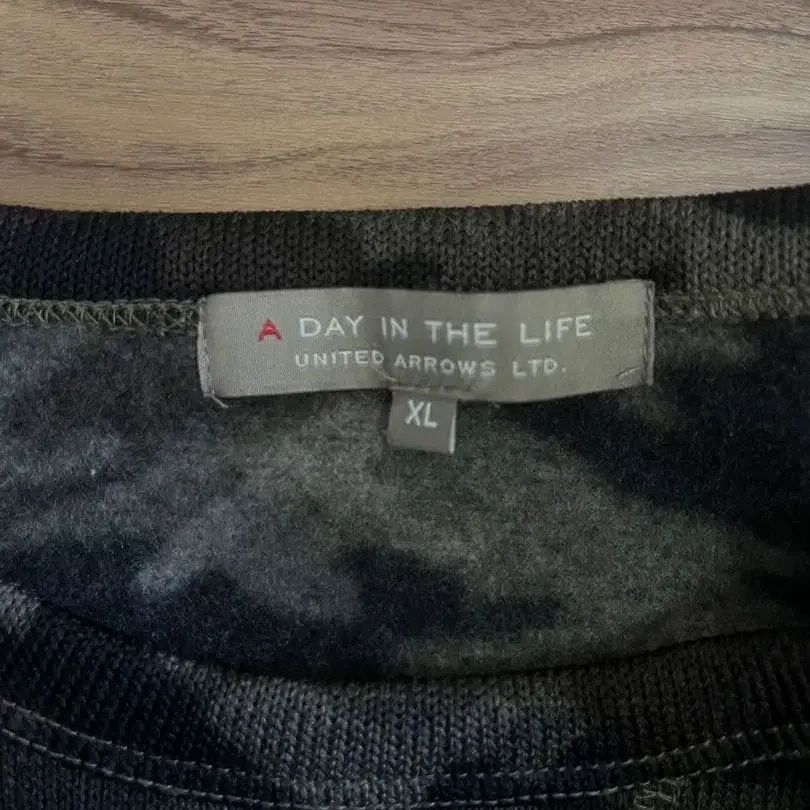 A DAY IN THE LIFE
UNITED ARROWS LTD.
XL